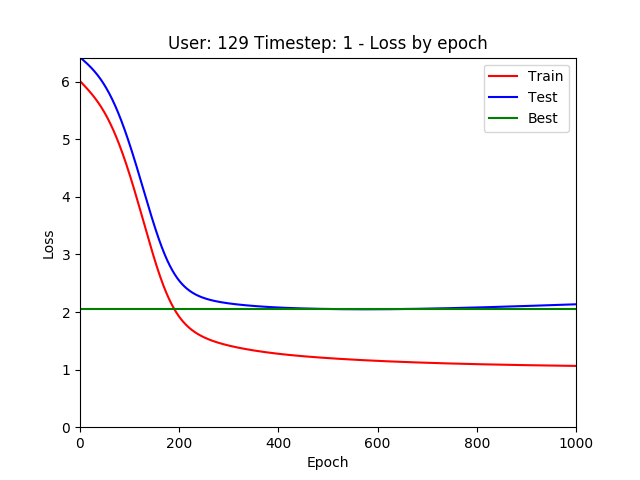 User: 129 Timestep: 1 - Loss by epoch
Train
Test
Best
Loss
6
5
4
3
2
1
0
0 200 400 600 800 1000
Epoch